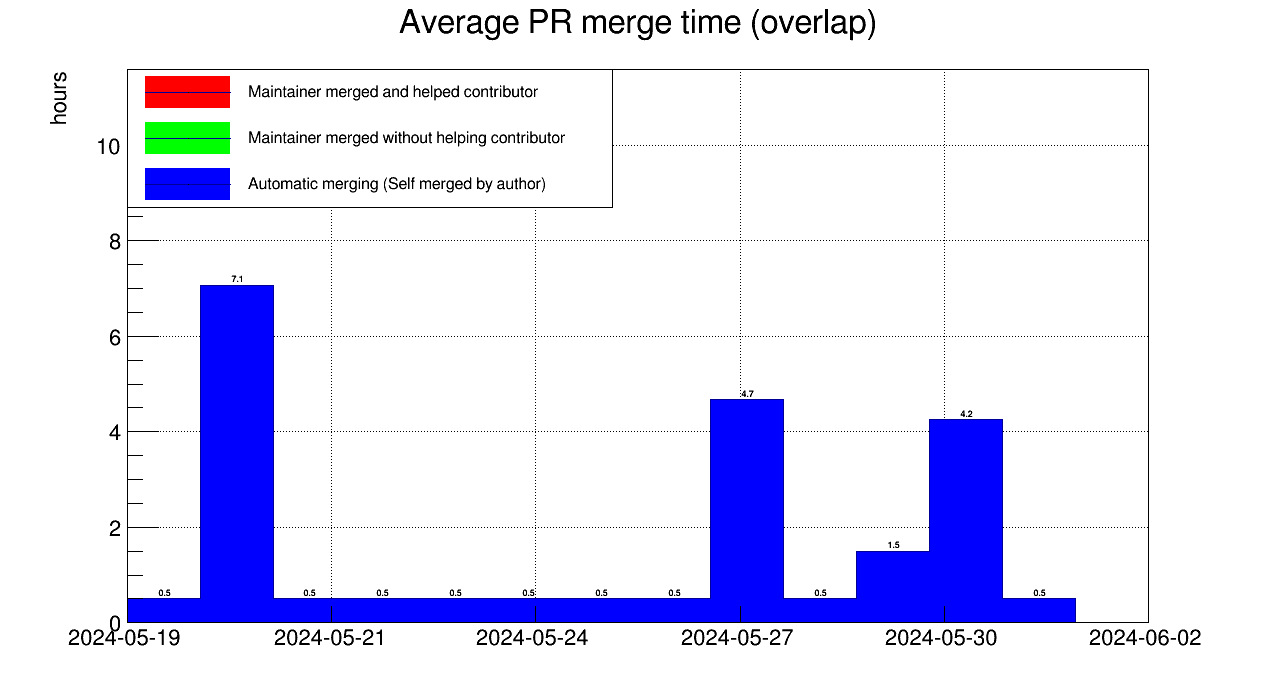 Average PR merge time (overlap)
hours
Maintainer merged and helped contributor
Maintainer merged without helping contributor
Automatic merging (Self merged by author)
10
8
6
4
2
0
7.1
4.7
4.2
1.5
0.5 0.5 0.5 0.5 0.5 0.5 0.5 0.5 0.5
2024-05-19 2024-05-21 2024-05-24 2024-05-27 2024-05-30 2024-06-02